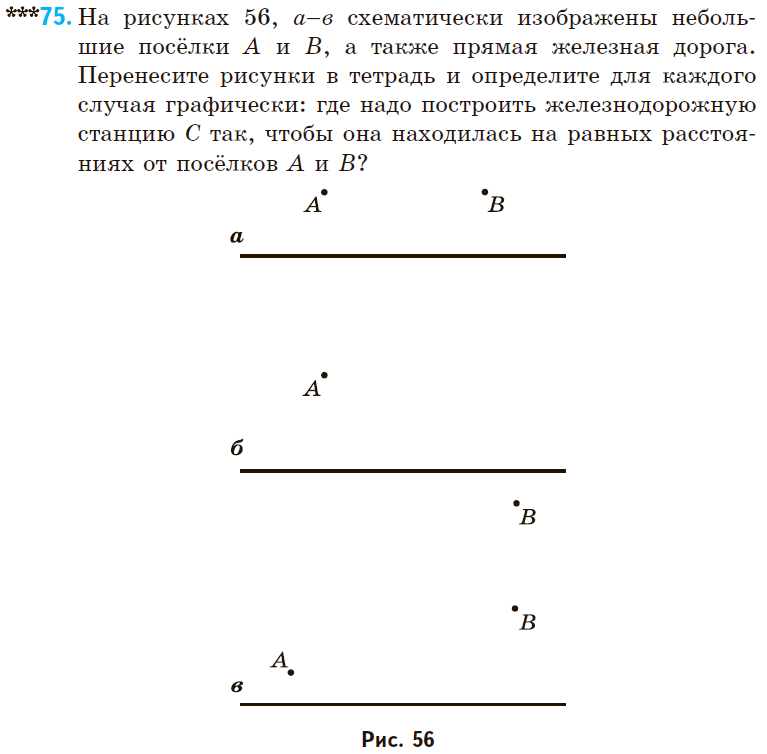 ***75. На рисунках 56, а–в схематически изображены неболь-
шие посёлки А и В, а также прямая железная дорога.
Перенесите рисунки в тетрадь и определите для каждого
случая графически: где надо построить железнодорожную
станцию С так, чтобы она находилась на равных расстоя-
ниях от посёлков А и В?
A B
а
A
б
B
B
A
в
Рис. 56